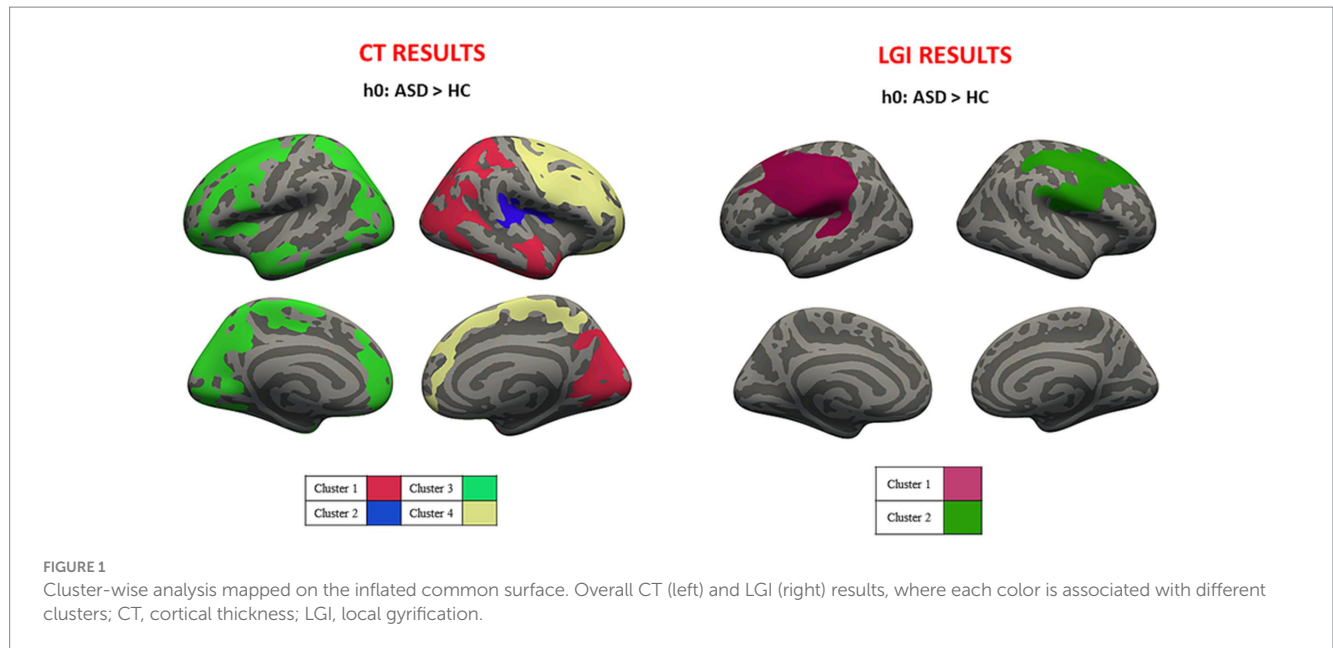 CT RESULTS
h0: ASD > HC
LGI RESULTS
h0: ASD > HC
Cluster 1 Cluster 3
Cluster 2 Cluster 4
Cluster 1
Cluster 2
FIGURE 1
Cluster-wise analysis mapped on the inflated common surface. Overall CT (left) and LGI (right) results, where each color is associated with different
clusters; CT, cortical thickness; LGI, local gyrification.